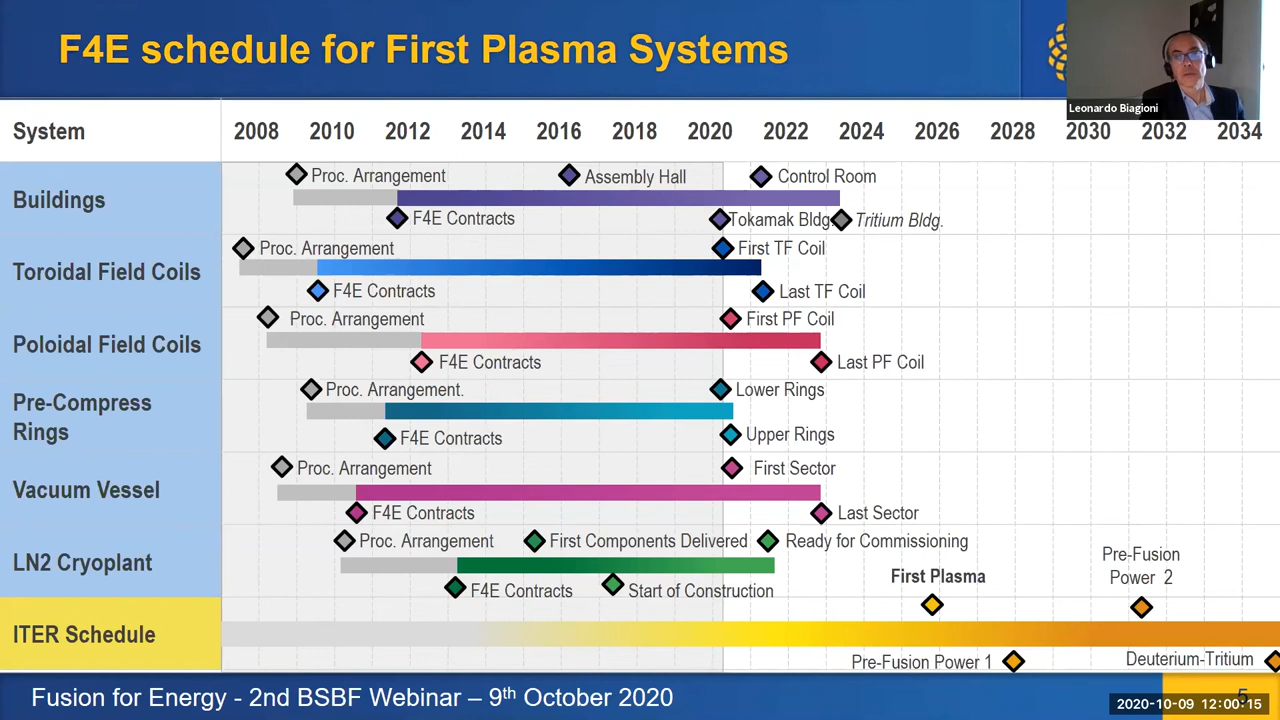 F4E schedule for First Plasma Systems
Leonardo Biagioni
System 2008 2010 2012 2014 2016 2018 2020 2022 2024 2026 2028 2030 2032 2034
Buildings
Proc. Arrangement Assembly Hall Control Room
F4E Contracts Tokamak Bldg. Tritium Bldg.
Toroidal Field Coils
Proc. Arrangement First TF Coil
F4E Contracts Last TF Coil
Poloidal Field Coils
Proc. Arrangement First PF Coil
F4E Contracts Last PF Coil
Pre-Compress
Rings
Proc. Arrangement. Lower Rings
F4E Contracts Upper Rings
Vacuum Vessel
Proc. Arrangement First Sector
F4E Contracts Last Sector
LN2 Cryoplant
Proc. Arrangement First Components Delivered Ready for Commissioning
F4E Contracts Start of Construction
First Plasma
Pre-Fusion
Power 2
ITER Schedule
Pre-Fusion Power 1 Deuterium-Tritium
Fusion for Energy - 2nd BSBF Webinar – 9th October 2020
5
2020-10-09 12:00:15